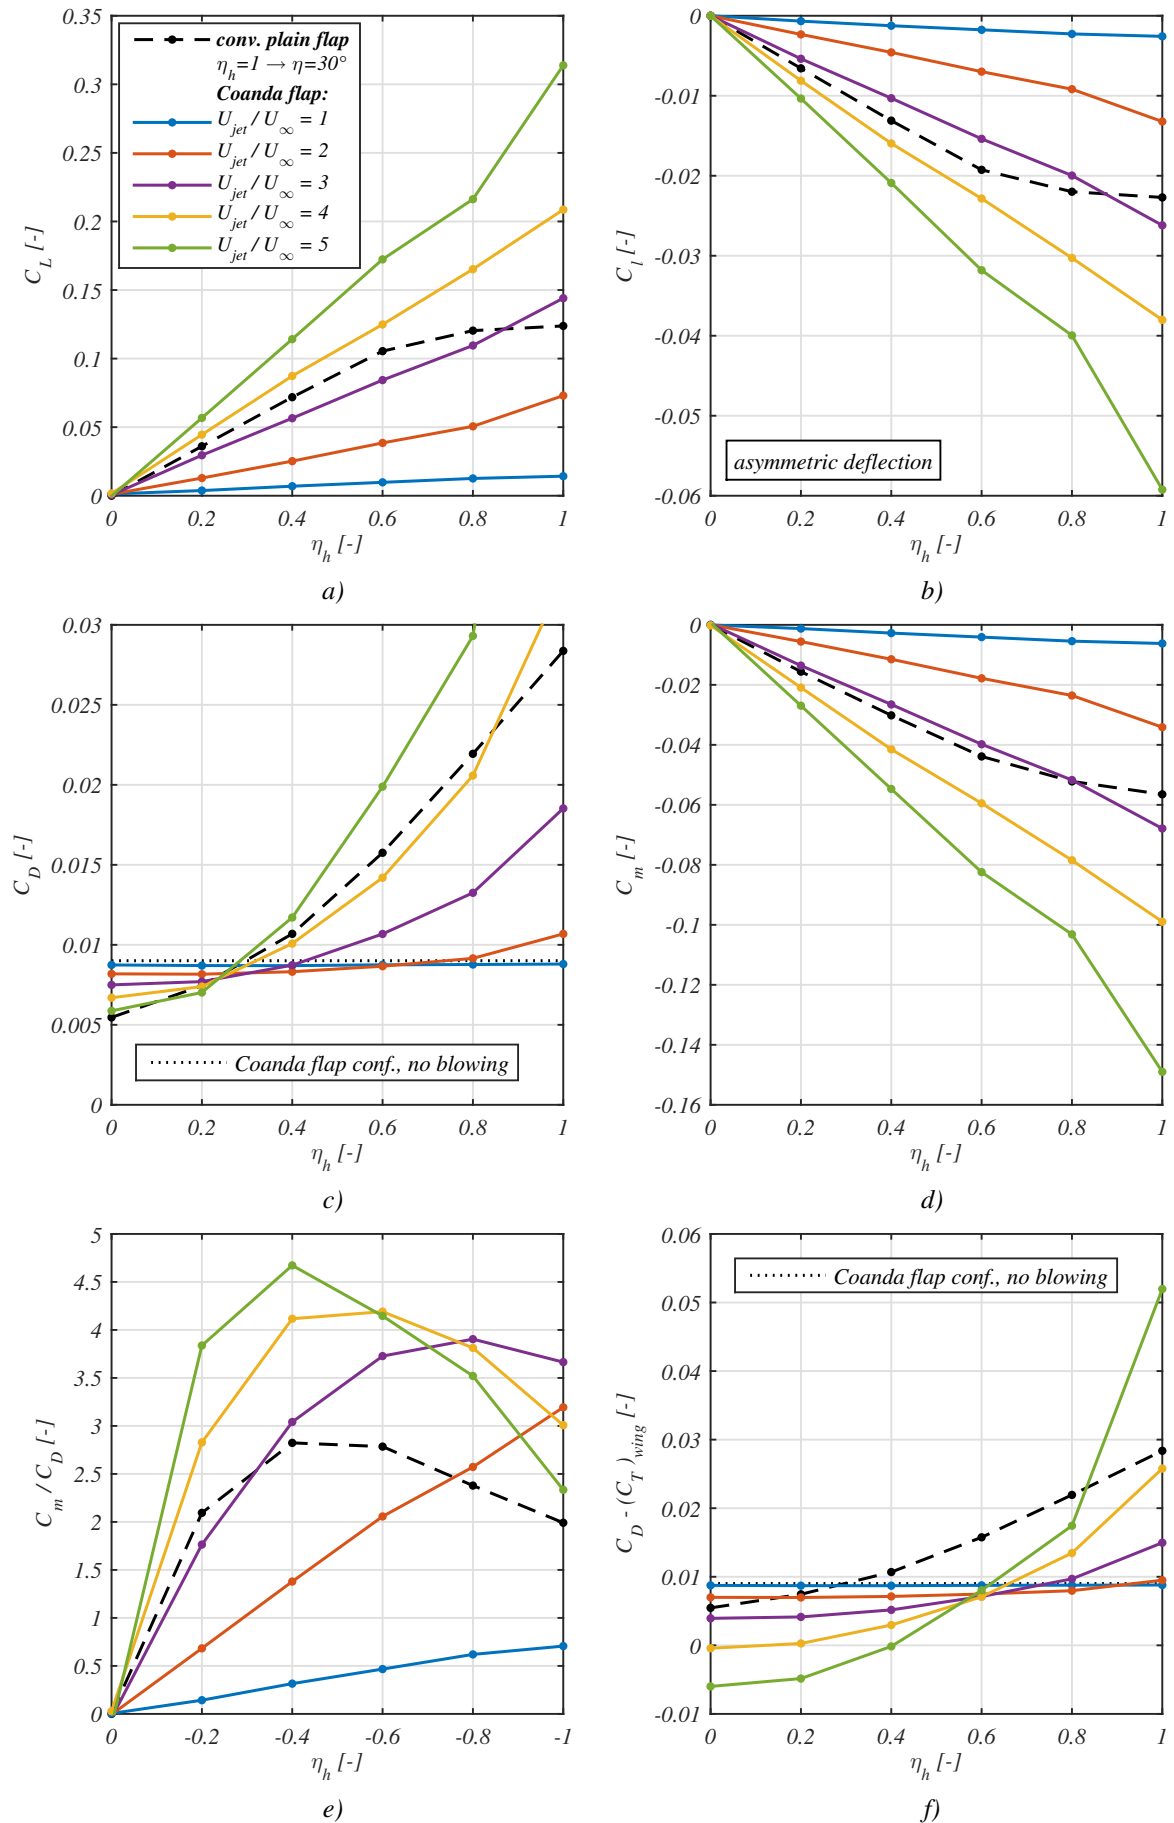 0.35
0.3
0.25
0.2
0.15
0.1
0.05
0
C_L [-]
conv. plain flap
η_h=1 → η=30°
Coanda flap:
U_jet / U_∞ = 1
U_jet / U_∞ = 2
U_jet / U_∞ = 3
U_jet / U_∞ = 4
U_jet / U_∞ = 5
0 0.2 0.4 0.6 0.8 1
η_h [-]
a)
0
-0.01
-0.02
-0.03
-0.04
-0.05
-0.06
C_l [-]
asymmetric deflection
0 0.2 0.4 0.6 0.8 1
η_h [-]
b)
0.03
0.025
0.02
0.015
0.01
0.005
0
C_D [-]
Coanda flap conf., no blowing
0 0.2 0.4 0.6 0.8 1
η_h [-]
c)
0
-0.02
-0.04
-0.06
-0.08
-0.1
-0.12
-0.14
-0.16
C_m [-]
0 0.2 0.4 0.6 0.8 1
η_h [-]
d)
5
4.5
4
3.5
3
2.5
2
1.5
1
0.5
0
C_m / C_D [-]
0 -0.2 -0.4 -0.6 -0.8 -1
η_h [-]
e)
0.06
0.05
0.04
0.03
0.02
0.01
0
-0.01
C_D - (C_T)_wing [-]
Coanda flap conf., no blowing
0 0.2 0.4 0.6 0.8 1
η_h [-]
f)